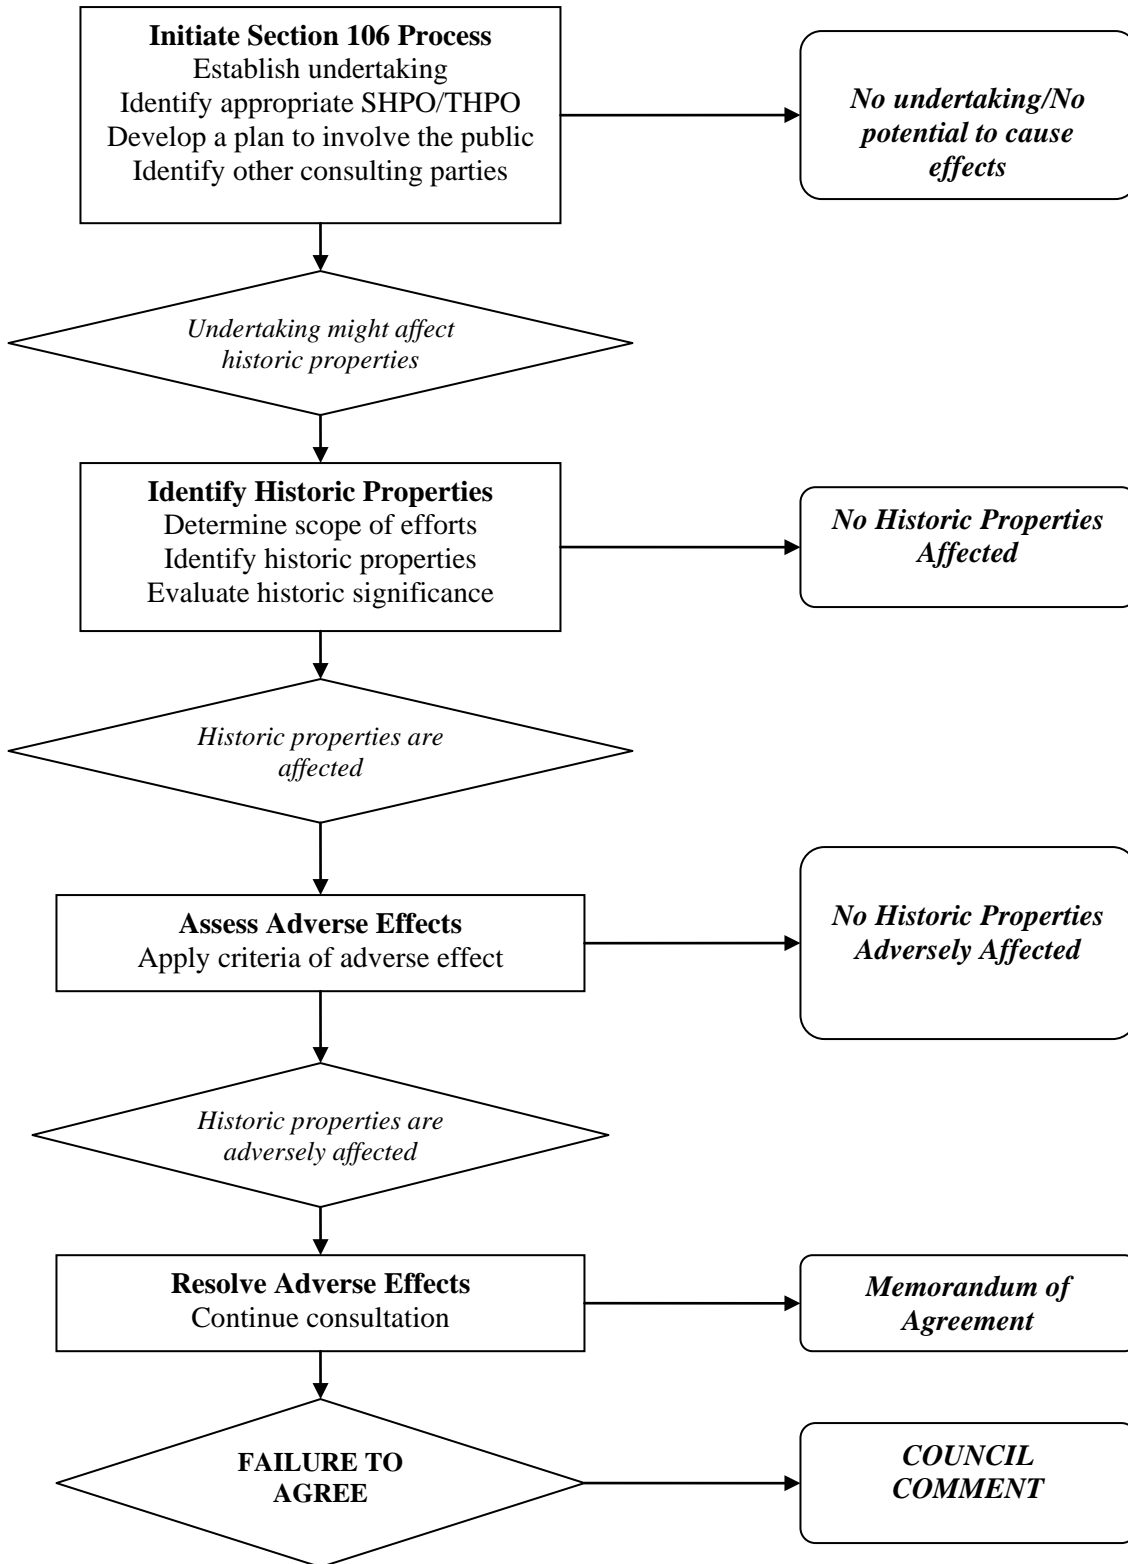 Initiate Section 106 Process
Establish undertaking
Identify appropriate SHPO/THPO
Develop a plan to involve the public
Identify other consulting parties
No undertaking/No
potential to cause
effects
Undertaking might affect
historic properties
Identify Historic Properties
Determine scope of efforts
Identify historic properties
Evaluate historic significance
No Historic Properties
Affected
Historic properties are
affected
Assess Adverse Effects
Apply criteria of adverse effect
No Historic Properties
Adversely Affected
Historic properties are
adversely affected
Resolve Adverse Effects
Continue consultation
Memorandum of
Agreement
FAILURE TO
AGREE
COUNCIL
COMMENT